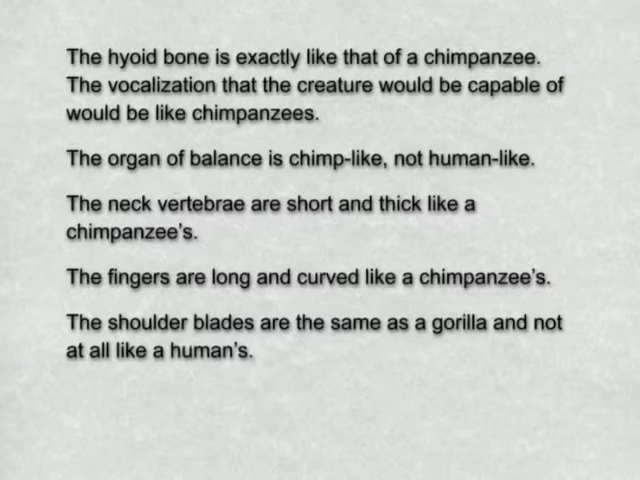 The hyoid bone is exactly like that of a chimpanzee.
The vocalization that the creature would be capable of
would be like chimpanzees.
The organ of balance is chimp-like, not human-like.
The neck vertebrae are short and thick like a
chimpanzee’s.
The fingers are long and curved like a chimpanzee’s.
The shoulder blades are the same as a gorilla and not
at all like a human’s.